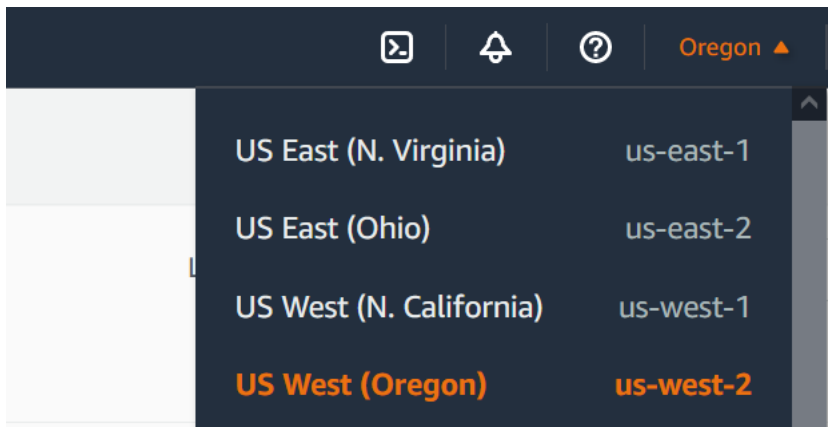 Oregon
US East (N. Virginia) us-east-1
US East (Ohio) us-east-2
L
US West (N. California) us-west-1
US West (Oregon) us-west-2